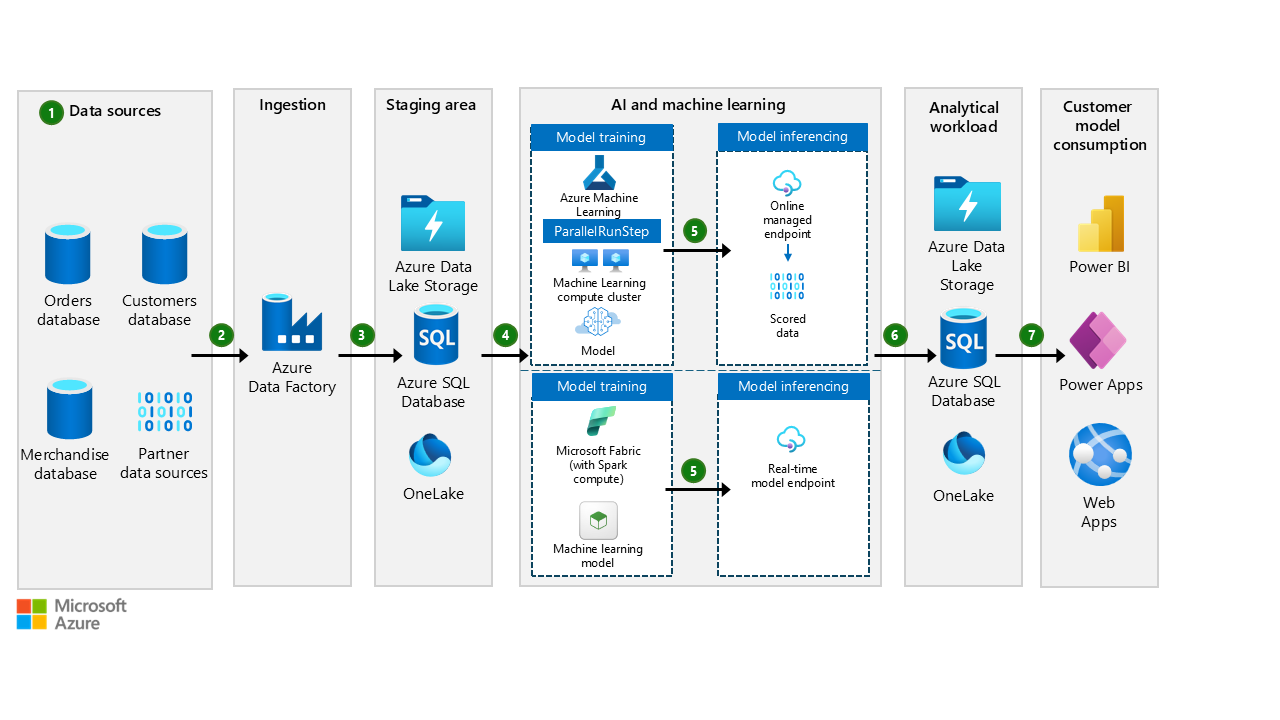 1
Data sources
Orders
database
Customers
database
Merchandise
database
Partner
data sources
2
Ingestion
Azure
Data Factory
3
Staging area
Azure Data
Lake Storage
SQL
Azure SQL
Database
OneLake
4
AI and machine learning
Model training
Azure Machine
Learning
ParallelRunStep
Machine Learning
compute cluster
Model
5
Model inferencing
Online
managed
endpoint
Scored
data
Model training
Microsoft Fabric
(with Spark
compute)
Machine learning
model
5
Model inferencing
Real-time
model endpoint
6
Analytical
workload
Azure Data
Lake
Storage
SQL
Azure SQL
Database
OneLake
7
Customer
model
consumption
Power BI
Power Apps
Web
Apps
Microsoft
Azure